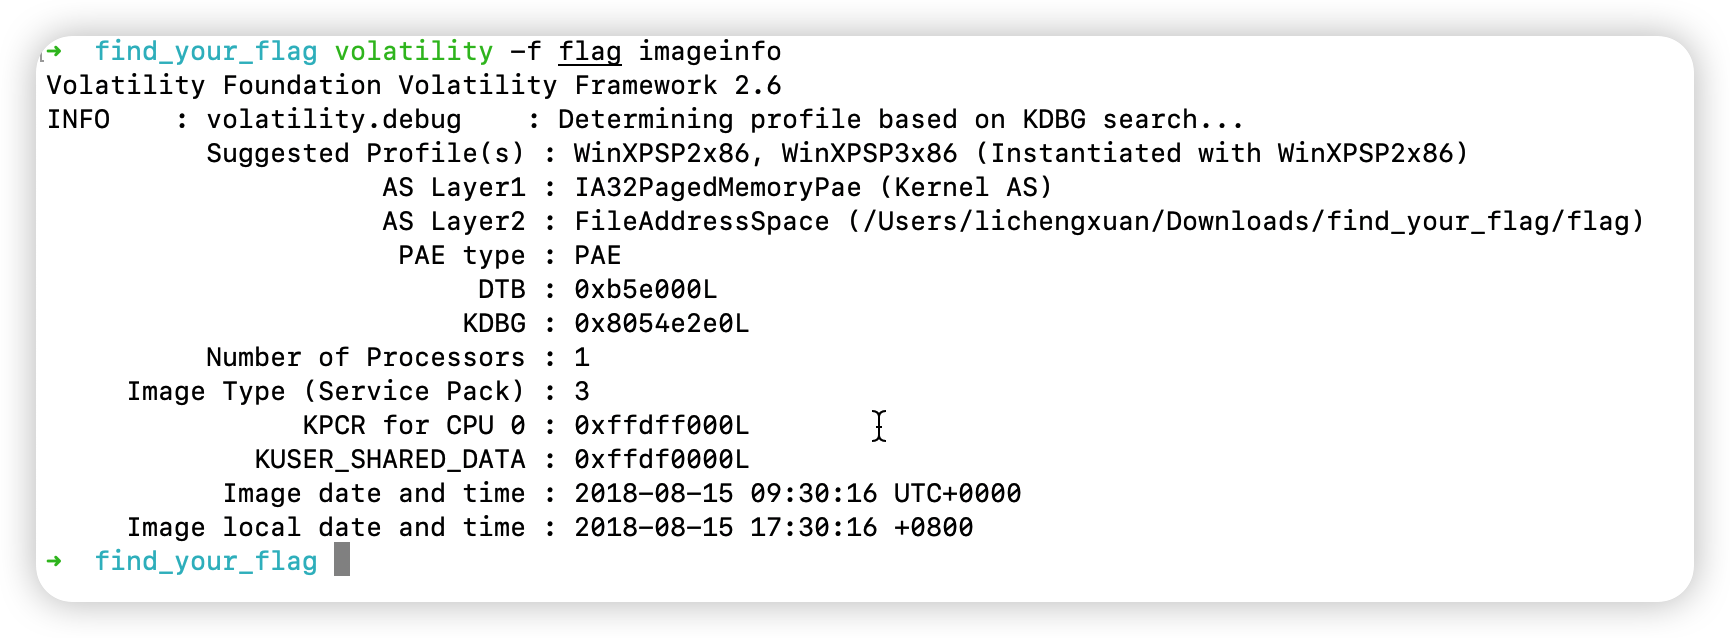 ➜  find_your_flag volatility -f flag imageinfo
Volatility Foundation Volatility Framework 2.6
INFO    : volatility.debug    : Determining profile based on KDBG search...
          Suggested Profile(s) : WinXPSP2x86, WinXPSP3x86 (Instantiated with WinXPSP2x86)
                     AS Layer1 : IA32PagedMemoryPae (Kernel AS)
                     AS Layer2 : FileAddressSpace (/Users/lichengxuan/Downloads/find_your_flag/flag)
                      PAE type : PAE
                           DTB : 0xb5e000L
                          KDBG : 0x8054e2e0L
          Number of Processors : 1
     Image Type (Service Pack) : 3
                KPCR for CPU 0 : 0xffdff000L
             KUSER_SHARED_DATA : 0xffdf0000L
           Image date and time : 2018-08-15 09:30:16 UTC+0000
     Image local date and time : 2018-08-15 17:30:16 +0800
➜  find_your_flag